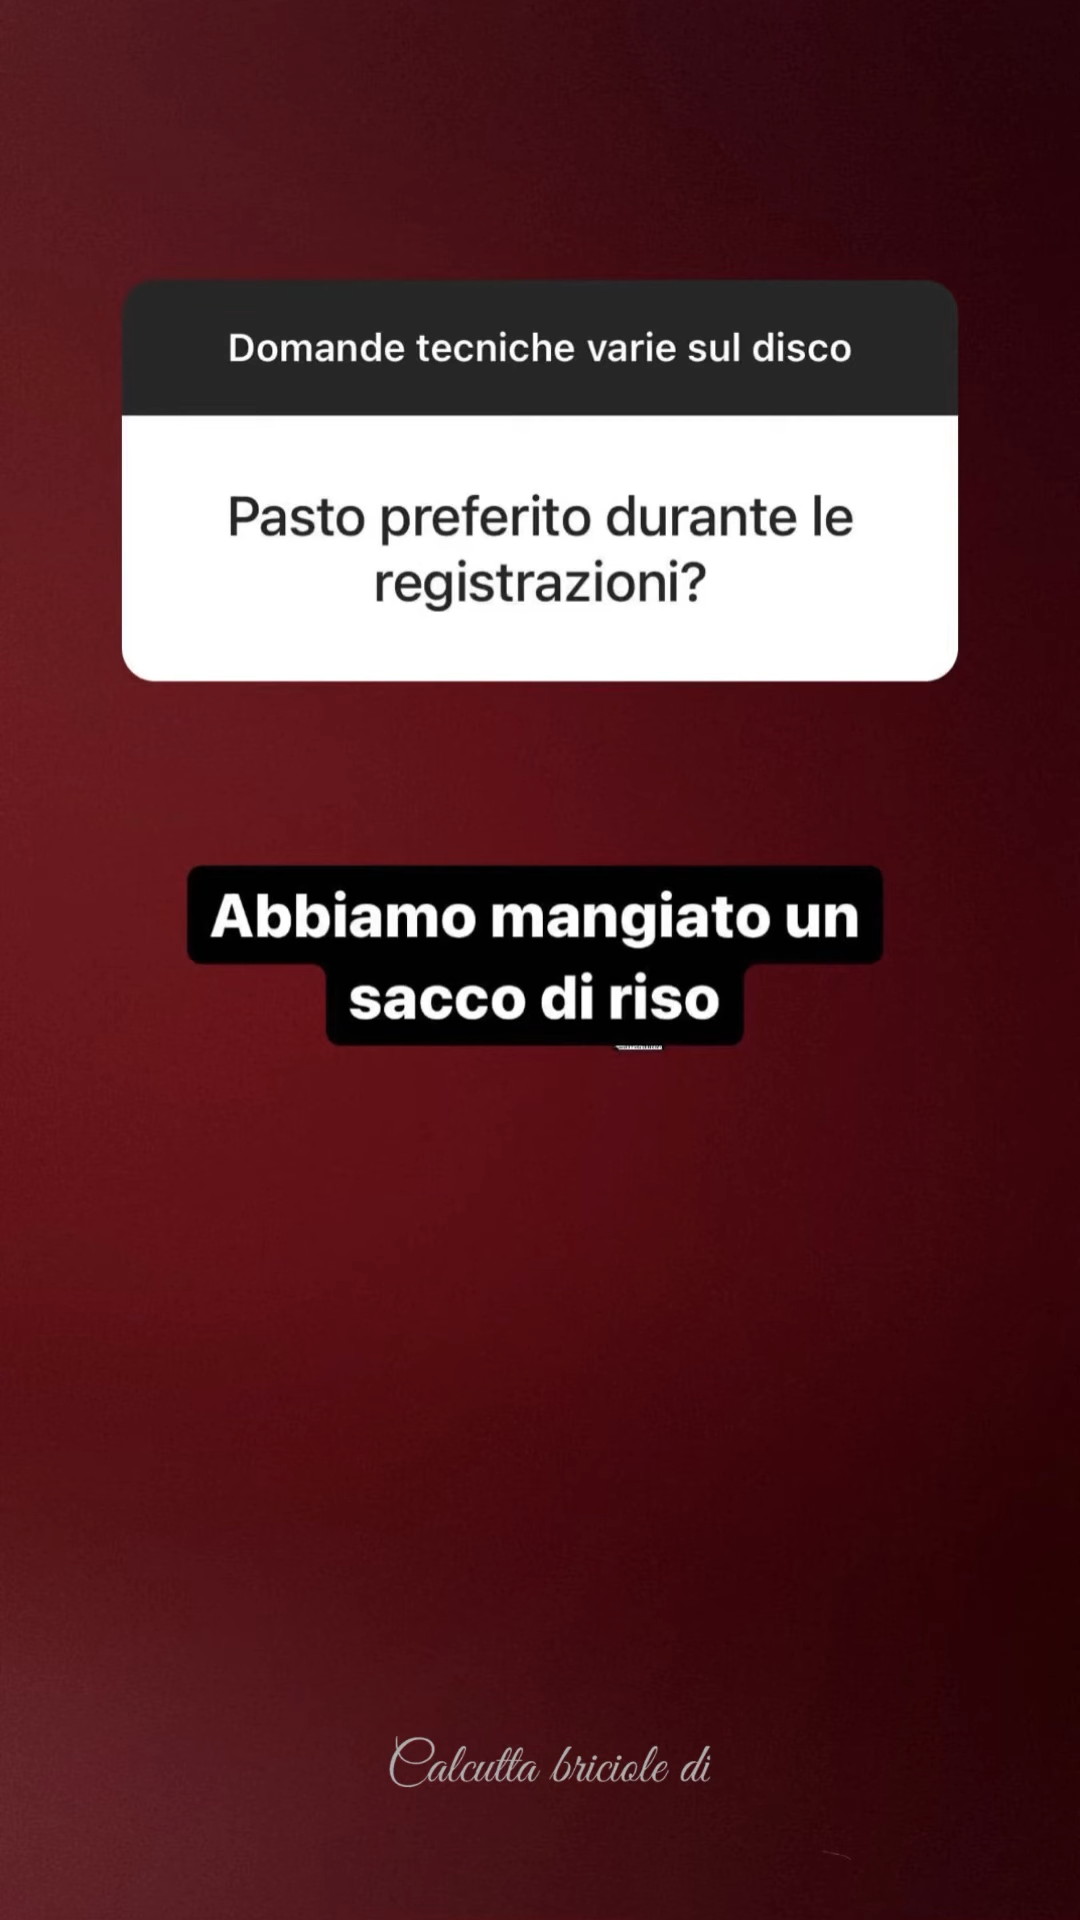 Domande tecniche varie sul disco
Pasto preferito durante le
registrazioni?
Abbiamo mangiato un
sacco di riso
Calcutta briciole di